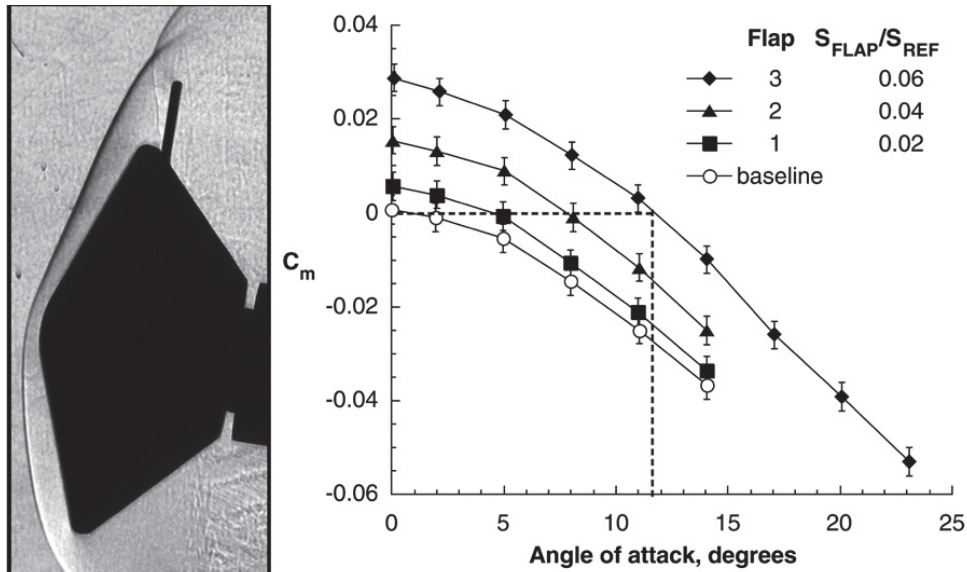 0.04
0.02
0
-0.02
-0.04
-0.06
C_m
Flap S_FLAP/S_REF
3 0.06
2 0.04
1 0.02
baseline
0 5 10 15 20 25
Angle of attack, degrees